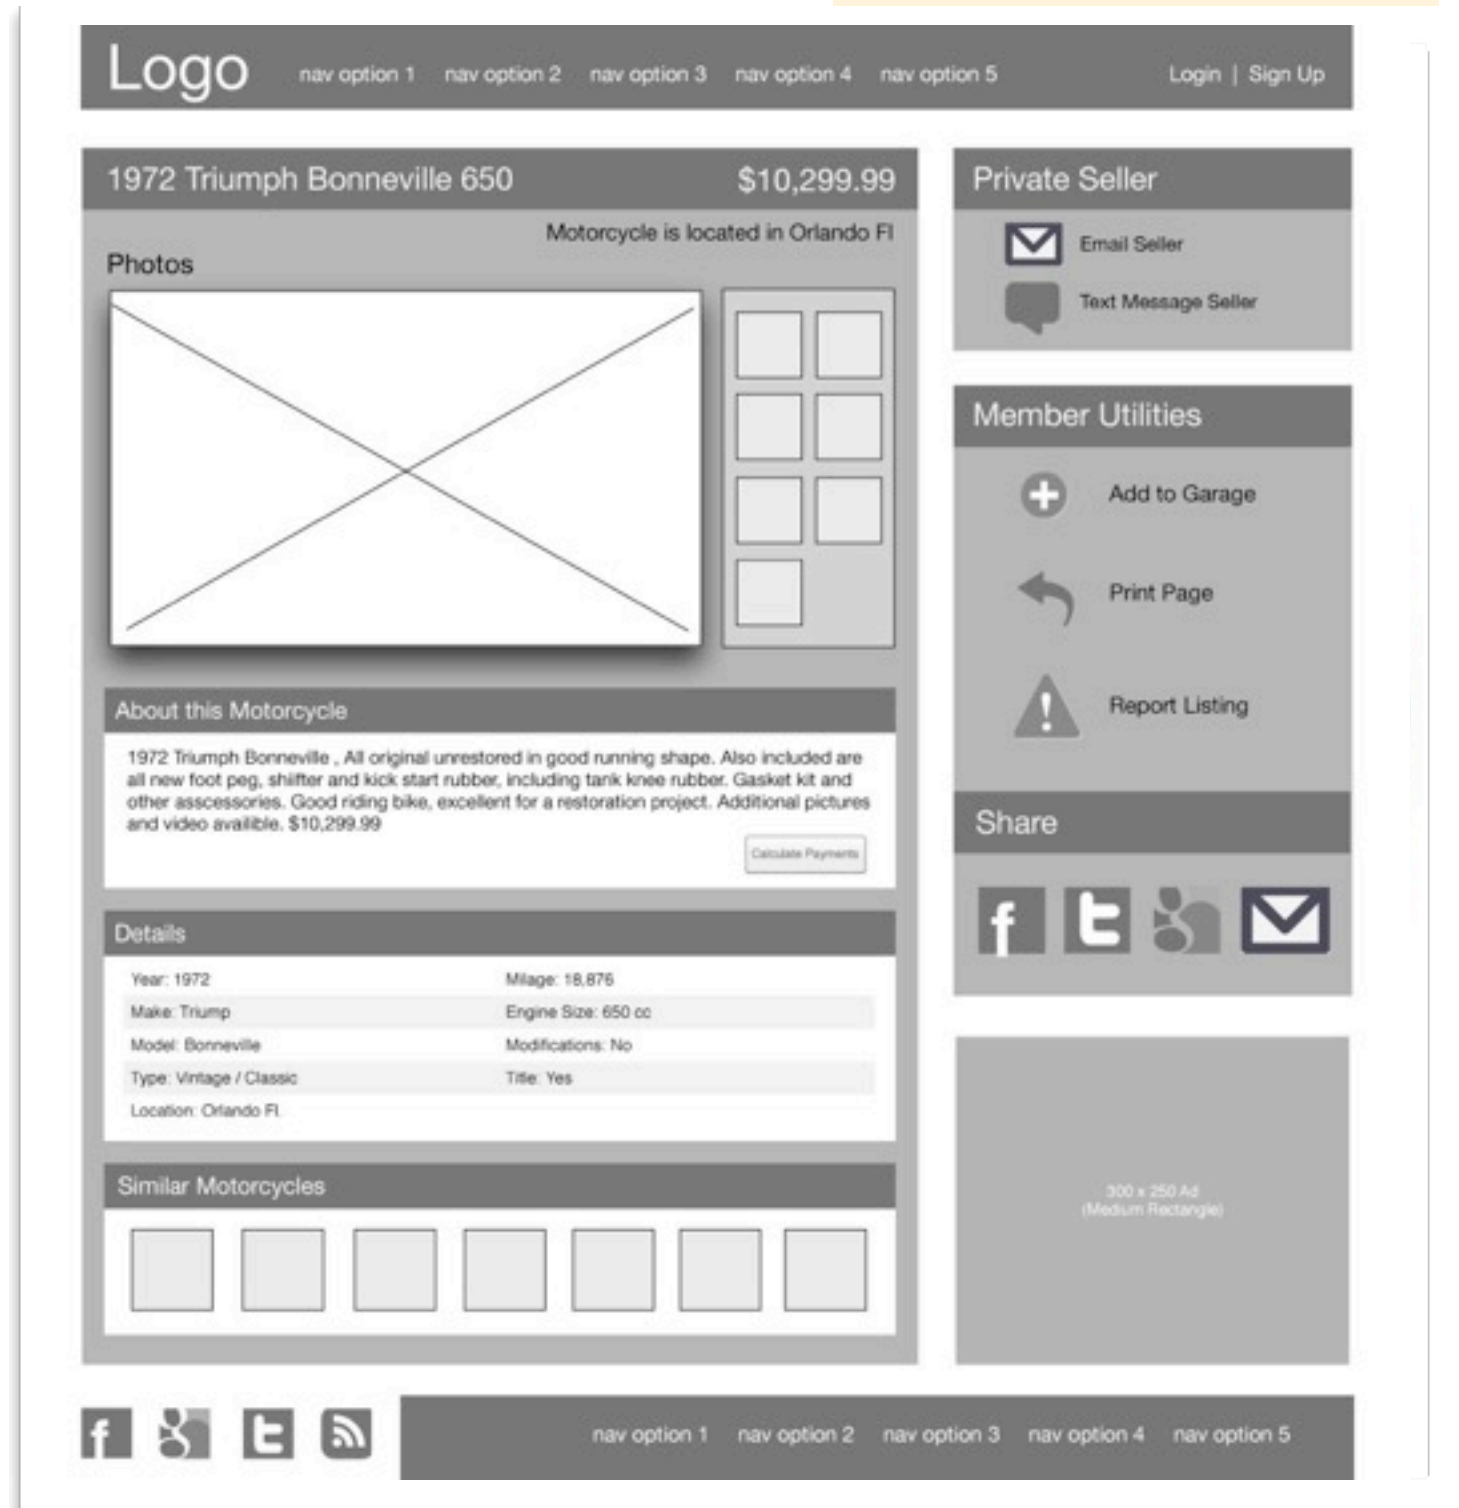 Logo
nav option 1 nav option 2 nav option 3 nav option 4 nav option 5
Login | Sign Up
1972 Triumph Bonneville 650
$10,299.99
Motorcycle is located in Orlando Fl
Photos
About this Motorcycle
1972 Triumph Bonneville , All original unrestored in good running shape. Also included are
all new foot peg, shiifter and kick start rubber, including tank knee rubber. Gasket kit and
other asscessories. Good riding bike, excellent for a restoration project. Additional pictures
and video availible. $10,299.99
Calculate Payments
Details
Year: 1972
Milage: 18,876
Make: Triump
Engine Size: 650 cc
Model: Bonneville
Modifications: No
Type: Vintage / Classic
Title: Yes
Location: Orlando Fl.
Similar Motorcycles
Private Seller
Email Seller
Text Message Seller
Member Utilities
Add to Garage
Print Page
Report Listing
Share
300 x 250 Ad
(Medium Rectangle)
nav option 1 nav option 2 nav option 3 nav option 4 nav option 5